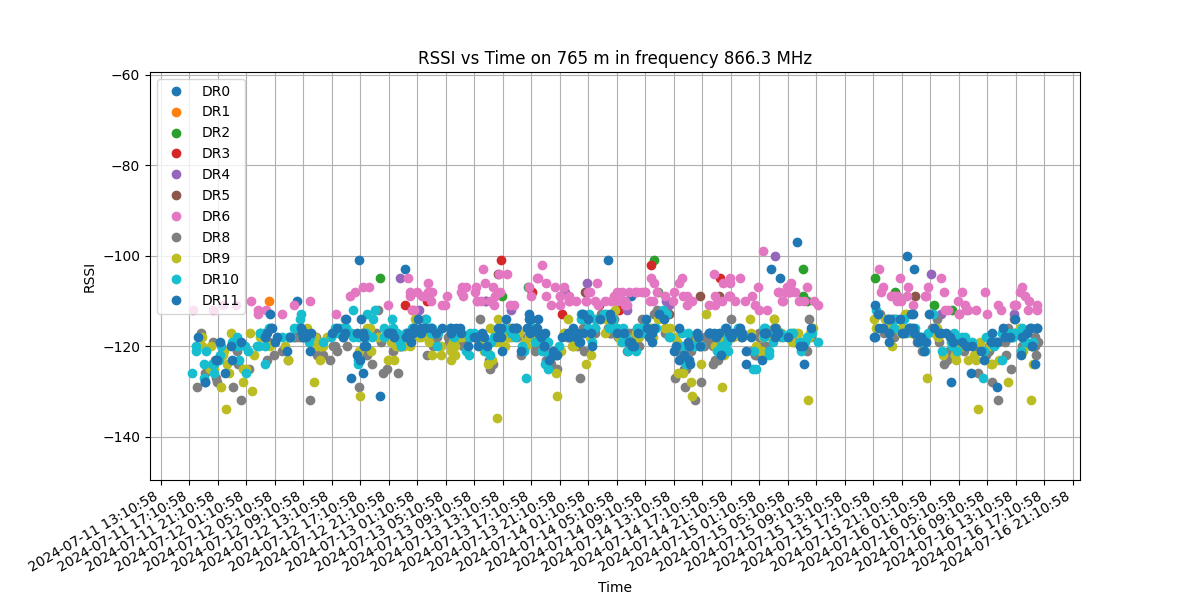 RSSI vs Time on 765 m in frequency 866.3 MHz
RSSI
−60
−80
−100
−120
−140
DR0
DR1
DR2
DR3
DR4
DR5
DR6
DR8
DR9
DR10
DR11
2024-07-11 13:10:58
2024-07-11 17:10:58
2024-07-11 21:10:58
2024-07-12 01:10:58
2024-07-12 05:10:58
2024-07-12 09:10:58
2024-07-12 13:10:58
2024-07-12 17:10:58
2024-07-12 21:10:58
2024-07-13 01:10:58
2024-07-13 05:10:58
2024-07-13 09:10:58
2024-07-13 13:10:58
2024-07-13 17:10:58
2024-07-13 21:10:58
2024-07-14 01:10:58
2024-07-14 05:10:58
2024-07-14 09:10:58
2024-07-14 13:10:58
2024-07-14 17:10:58
2024-07-14 21:10:58
2024-07-15 01:10:58
2024-07-15 05:10:58
2024-07-15 09:10:58
2024-07-15 13:10:58
2024-07-15 17:10:58
2024-07-15 21:10:58
2024-07-16 01:10:58
2024-07-16 05:10:58
2024-07-16 09:10:58
2024-07-16 13:10:58
2024-07-16 17:10:58
2024-07-16 21:10:58
Time